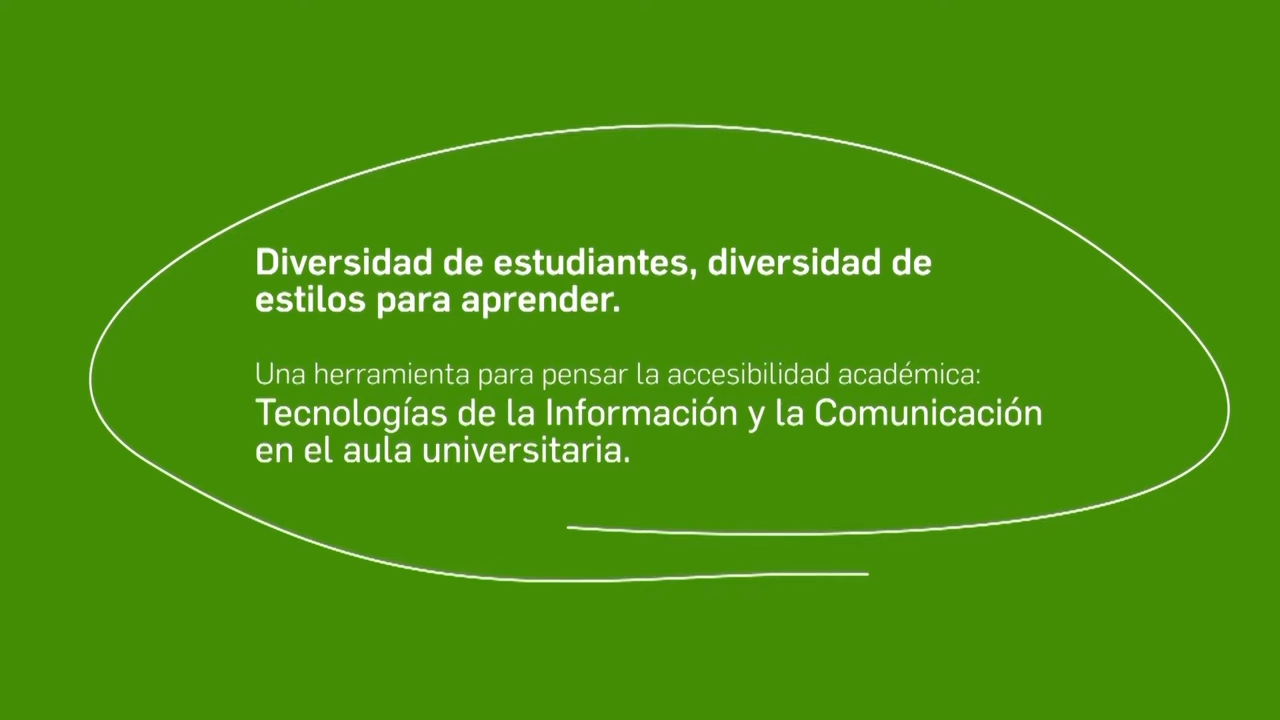 Diversidad de estudiantes, diversidad de
estilos para aprender.
Una herramienta para pensar la accesibilidad académica:
Tecnologías de la Información y la Comunicación
en el aula universitaria.